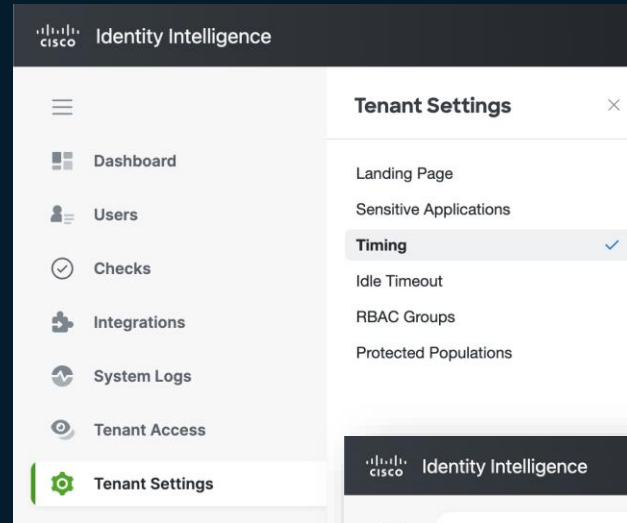 CISCO Identity Intelligence
Dashboard
Users
Checks
Integrations
System Logs
Tenant Access
Tenant Settings
Tenant Settings
Landing Page
Sensitive Applications
Timing
Idle Timeout
RBAC Groups
Protected Populations
CISCO Identity Intelligence